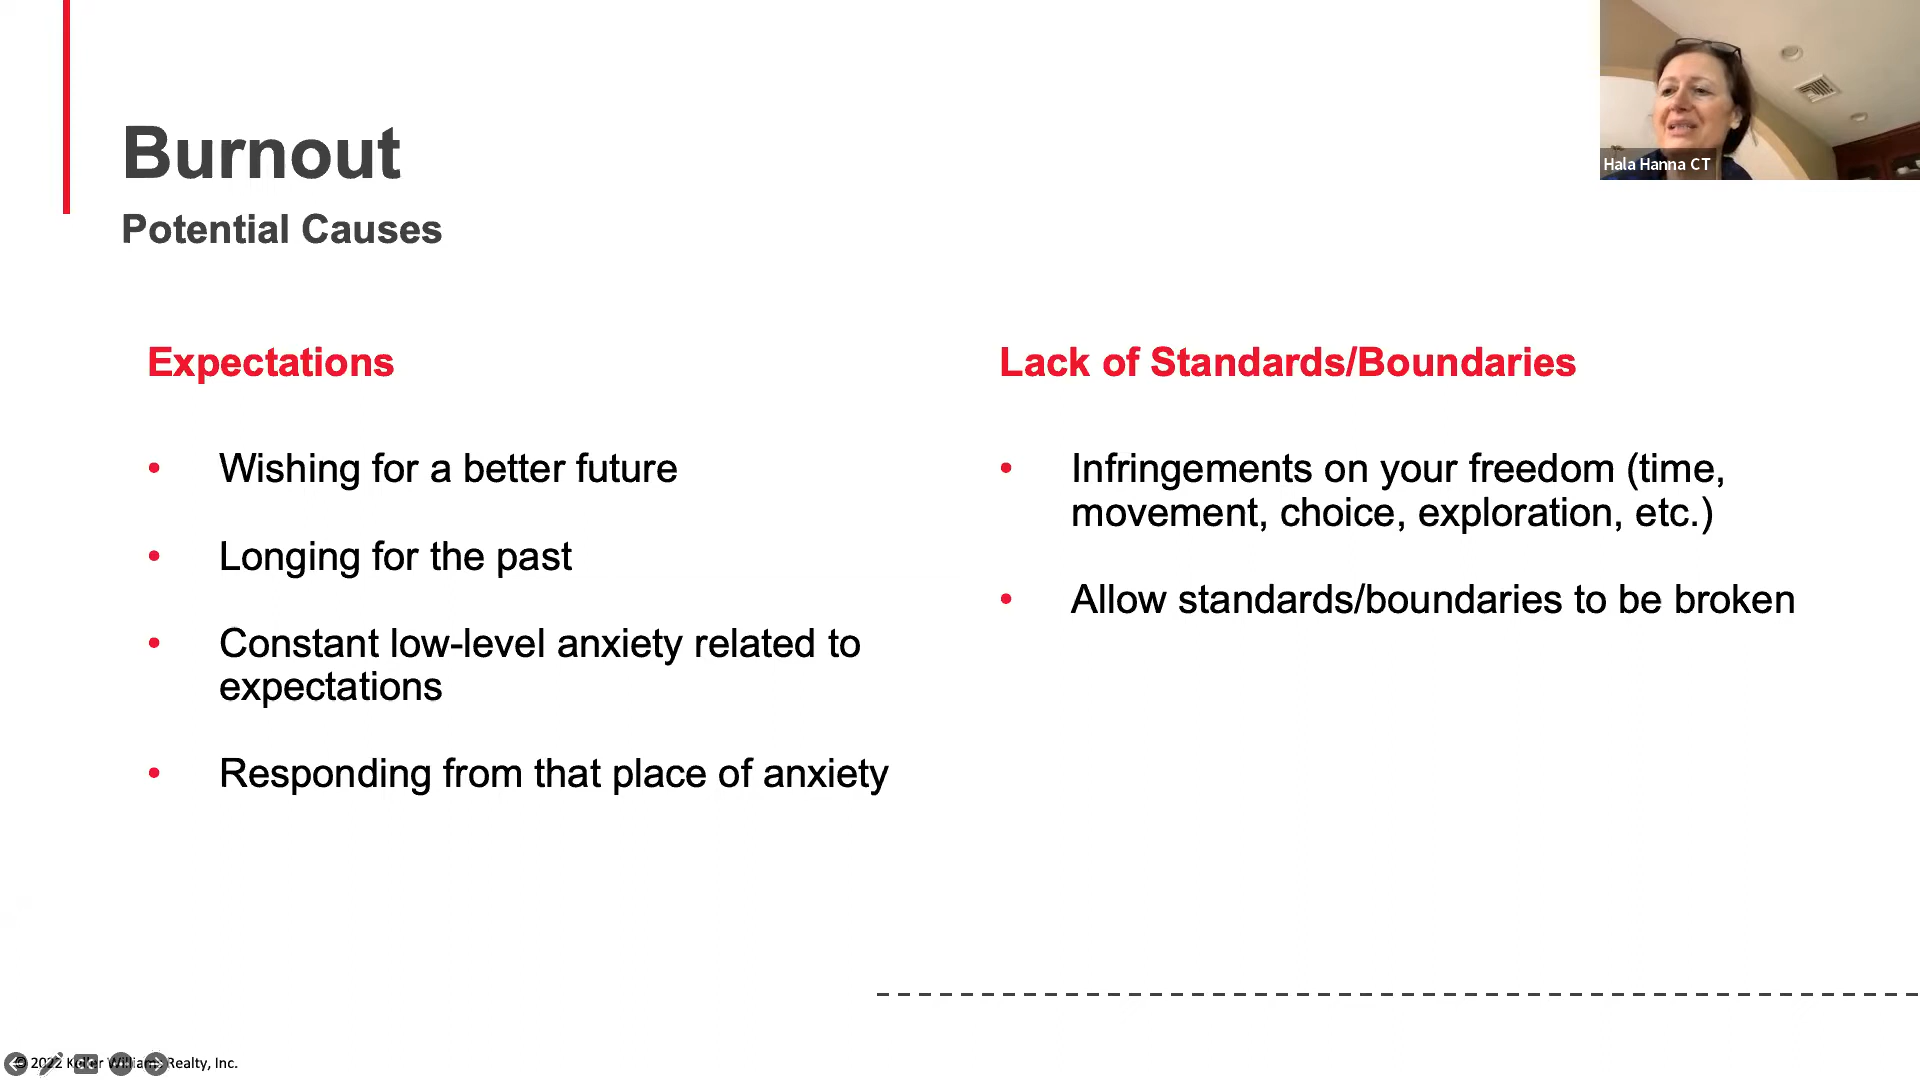 Burnout
Potential Causes
Hala Hanna CT
Expectations
• Wishing for a better future
• Longing for the past
• Constant low-level anxiety related to
expectations
• Responding from that place of anxiety
Lack of Standards/Boundaries
• Infringements on your freedom (time,
movement, choice, exploration, etc.)
• Allow standards/boundaries to be broken
© 2022 Keller Williams Realty, Inc.